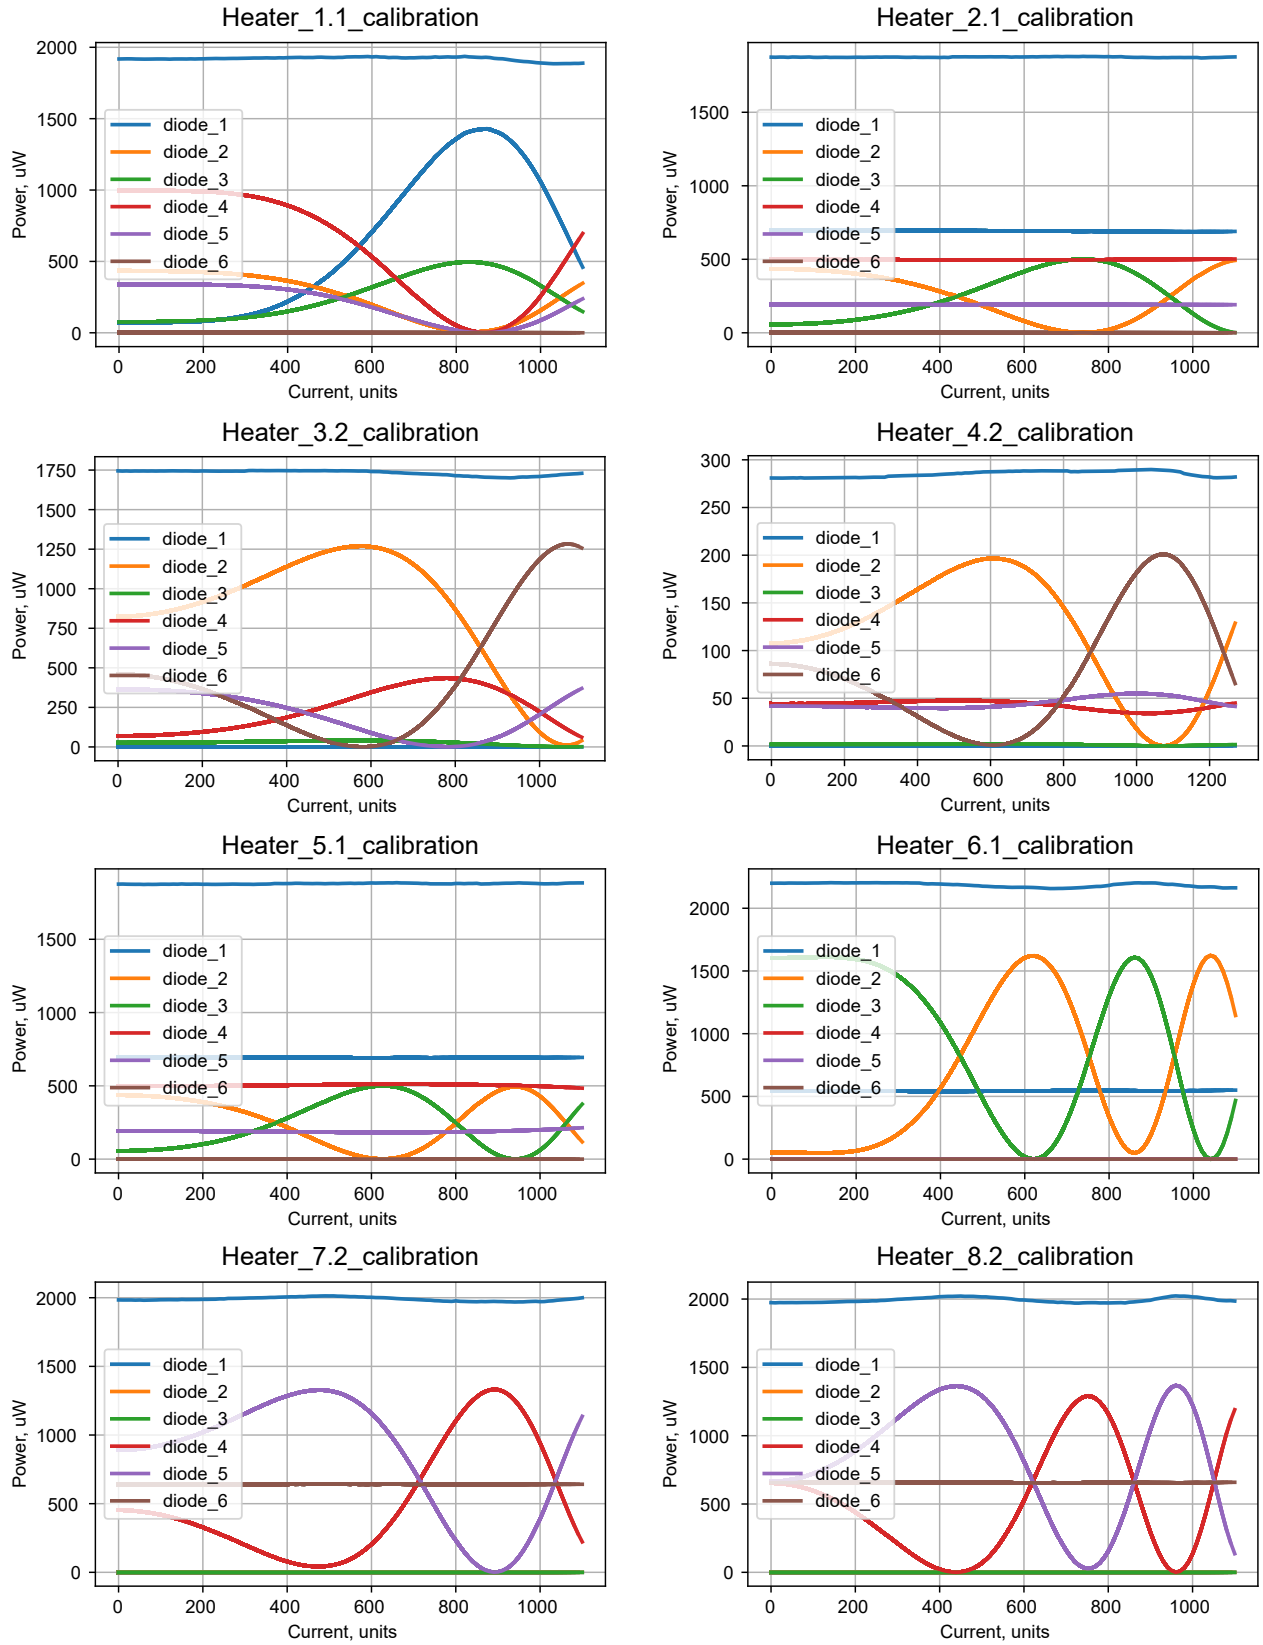 Heater_1.1_calibration
Power, uW
2000
1500
1000
500
0
diode_1
diode_2
diode_3
diode_4
diode_5
diode_6
0 200 400 600 800 1000
Current, units
Heater_2.1_calibration
Power, uW
1500
1000
500
0
diode_1
diode_2
diode_3
diode_4
diode_5
diode_6
0 200 400 600 800 1000
Current, units
Heater_3.2_calibration
Power, uW
1750
1500
1250
1000
750
500
250
0
diode_1
diode_2
diode_3
diode_4
diode_5
diode_6
0 200 400 600 800 1000
Current, units
Heater_4.2_calibration
Power, uW
300
250
200
150
100
50
0
diode_1
diode_2
diode_3
diode_4
diode_5
diode_6
0 200 400 600 800 1000 1200
Current, units
Heater_5.1_calibration
Power, uW
1500
1000
500
0
diode_1
diode_2
diode_3
diode_4
diode_5
diode_6
0 200 400 600 800 1000
Current, units
Heater_6.1_calibration
Power, uW
2000
1500
1000
500
0
diode_1
diode_2
diode_3
diode_4
diode_5
diode_6
0 200 400 600 800 1000
Current, units
Heater_7.2_calibration
Power, uW
2000
1500
1000
500
0
diode_1
diode_2
diode_3
diode_4
diode_5
diode_6
0 200 400 600 800 1000
Current, units
Heater_8.2_calibration
Power, uW
2000
1500
1000
500
0
diode_1
diode_2
diode_3
diode_4
diode_5
diode_6
0 200 400 600 800 1000
Current, units